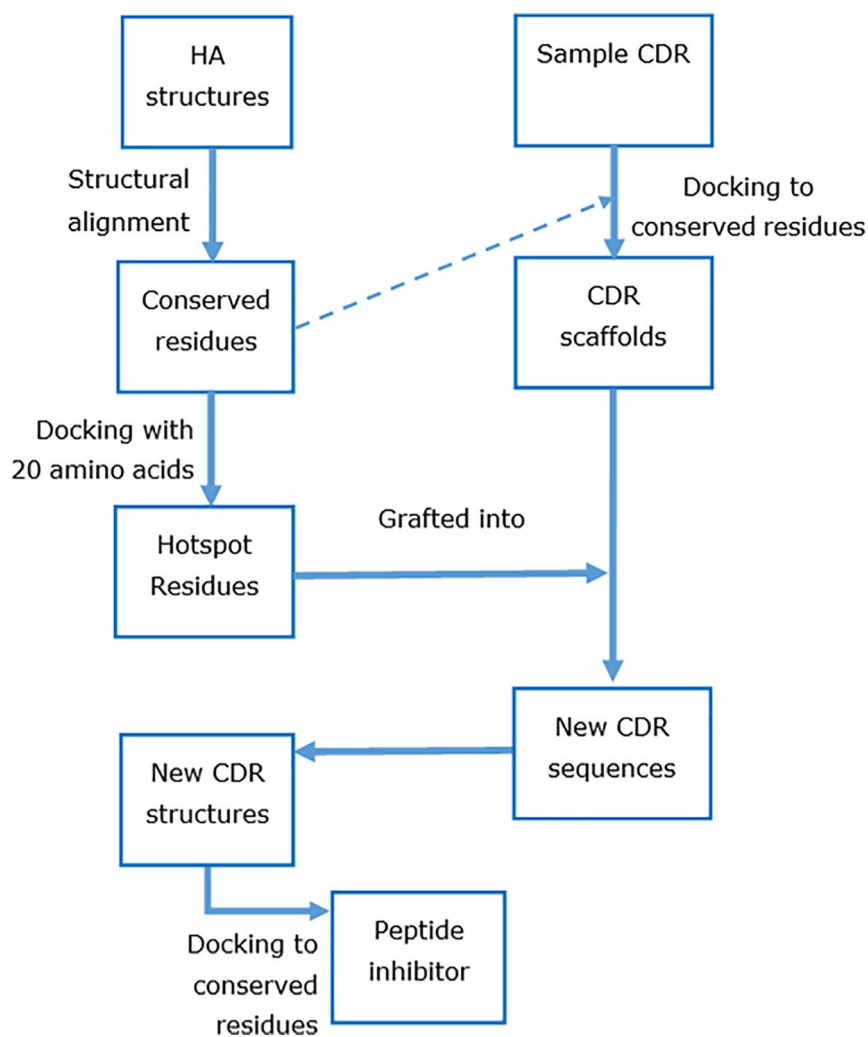 HA
structures
Sample CDR
Structural
alignment
Docking to
conserved residues
Conserved
residues
CDR
scaffolds
Docking with
20 amino acids
Hotspot
Residues
Grafted into
New CDR
sequences
New CDR
structures
Docking to
conserved
residues
Peptide
inhibitor